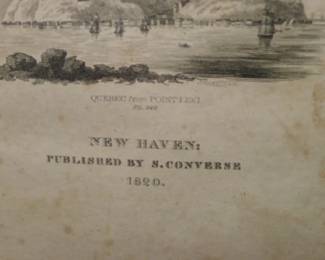 QUEBEC from POINT LEVI
NEW HAVEN:
PUBLISHED BY S. CONVERSE
1820.